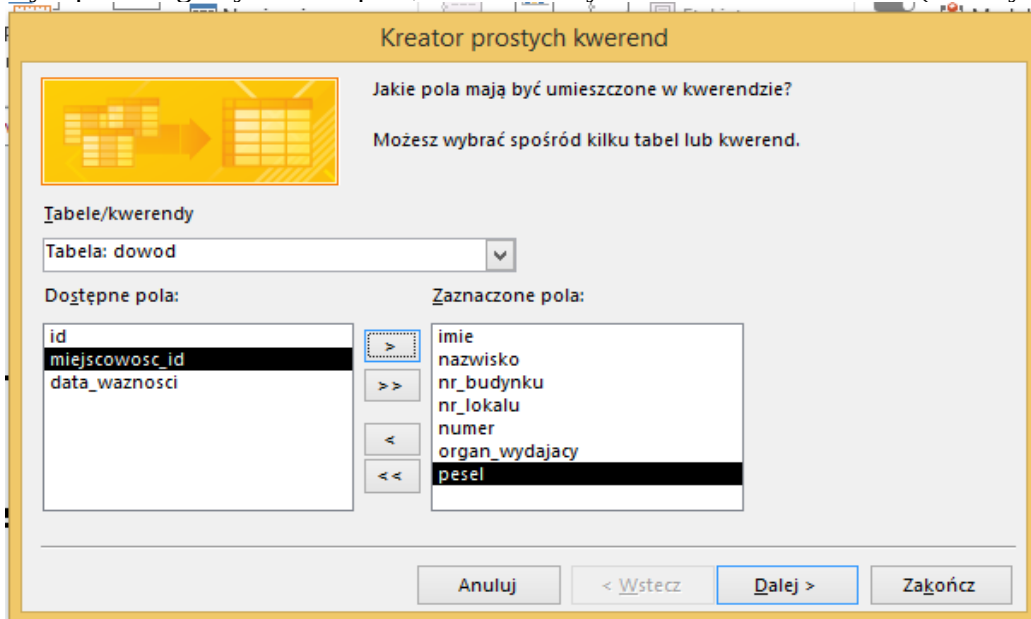 Kreator prostych kwerend
Jakie pola mają być umieszczone w kwerendzie?
Możesz wybrać spośród kilku tabel lub kwerend.
Tabele/kwerendy
Tabela: dowod
Dostępne pola:
Zaznaczone pola:
id
miejscowosc_id
data_waznosci
>
>>
<
<<
imie
nazwisko
nr_budynku
nr_lokalu
numer
organ_wydajacy
pesel
Anuluj
< Wstecz
Dalej >
Zakończ